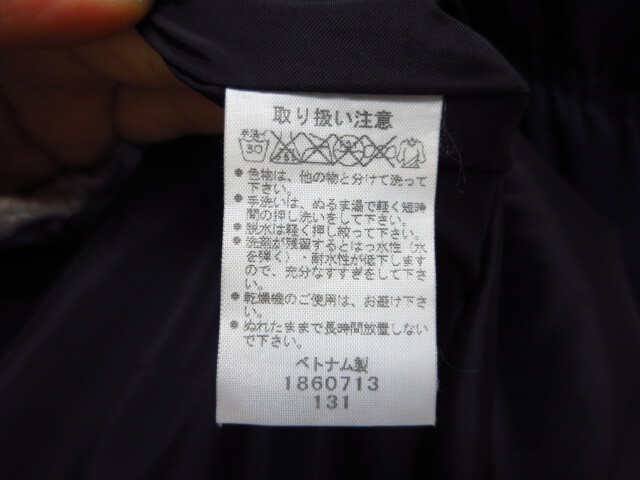 取り扱い注意
手洗イ
30
●色物は、他の物と分けて洗って
下さい。
●手洗いは、ぬるま湯で軽く短時
間の押し洗いをして下さい。
●脱水は軽く押し絞って下さい。
●洗剤が残留するとはっ水性（水
を弾く）・耐水性が低下します
ので、充分なすすぎをして下さ
い。
●乾燥機のご使用は、お避け下さ
い。
●ぬれたままで長時間放置しない
で下さい。
ベトナム製
1860713
131